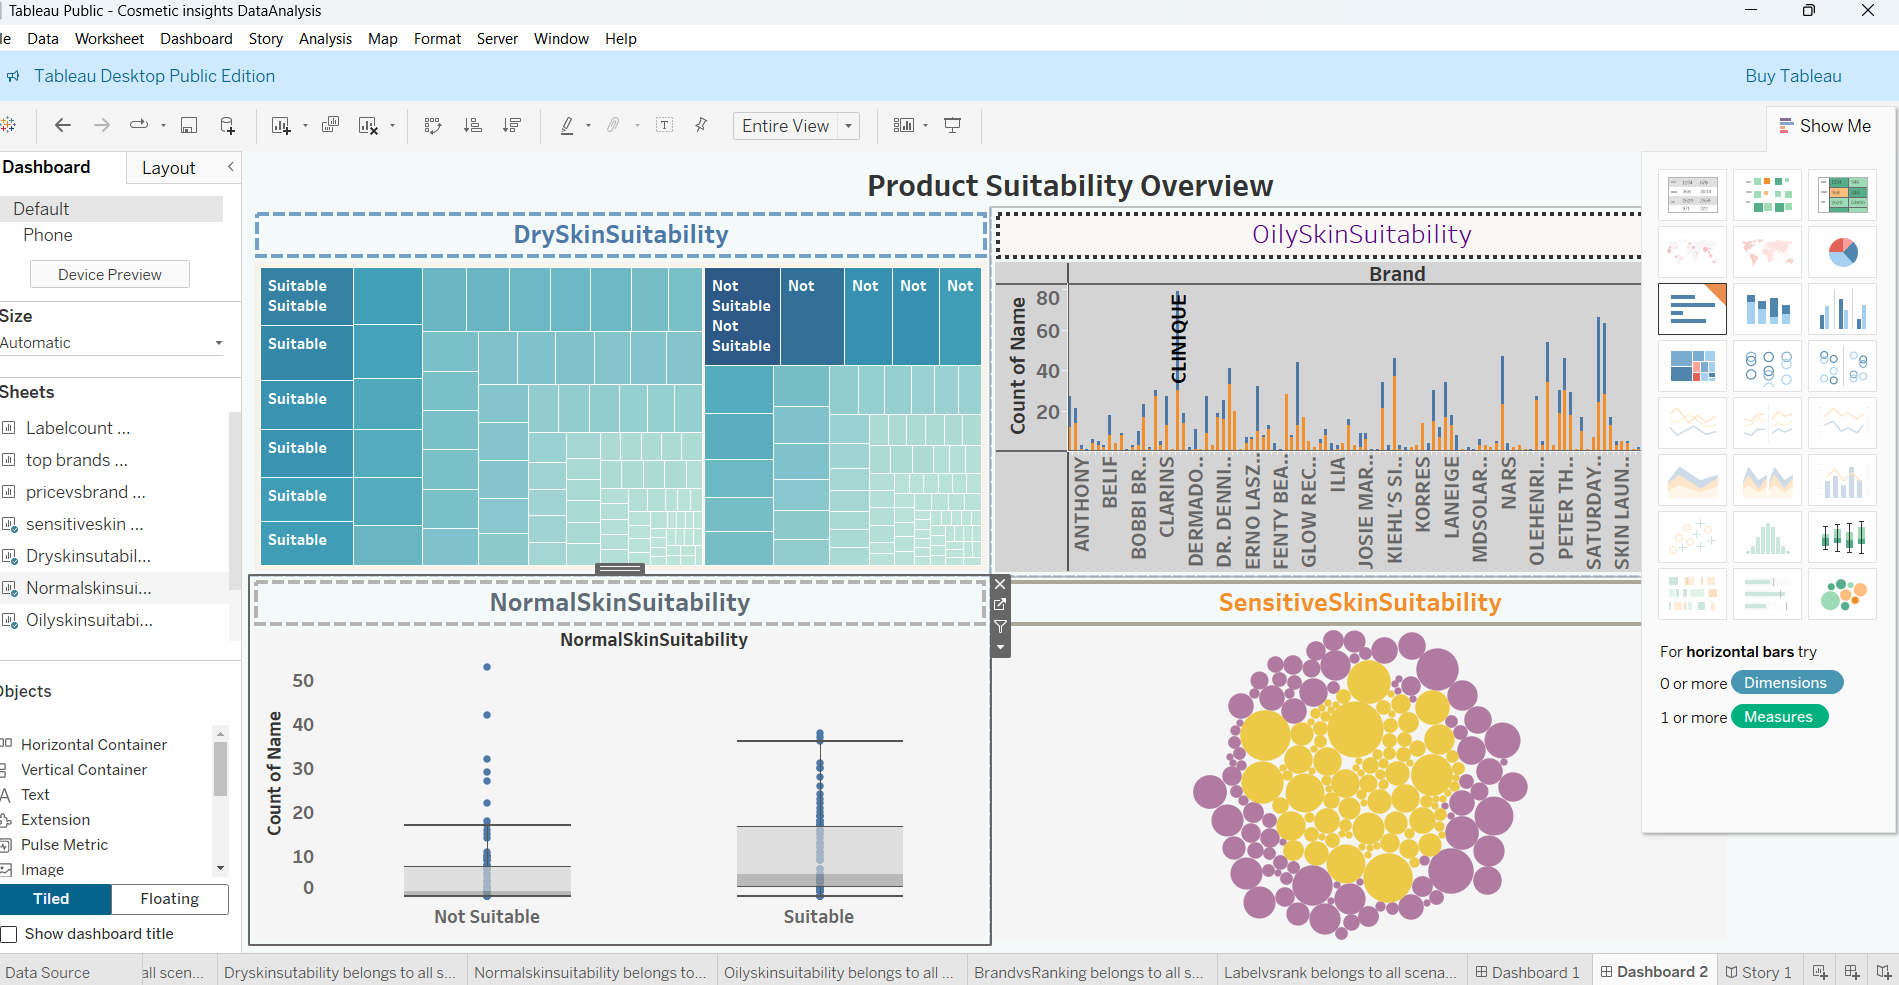 Tableau Public - Cosmetic insights DataAnalysis
le Data Worksheet Dashboard Story Analysis Map Format Server Window Help
Tableau Desktop Public Edition
Buy Tableau
Entire View
Show Me
Dashboard
Layout
Default
Phone
Device Preview
Size
Automatic
Sheets
Labelcount ...
top brands ...
pricevsbrand ...
sensitiveskin ...
Dryskinsutabil...
Normalskinsui...
Oilyskinsuitabi...
Objects
Horizontal Container
Vertical Container
Text
Extension
Pulse Metric
Image
Tiled
Floating
Show dashboard title
Product Suitability Overview
DrySkinSuitability
Suitable
Suitable
Suitable
Suitable
Suitable
Suitable
Suitable
Not
Suitable
Not
Suitable
Not
Not
Not
Not
OilySkinSuitability
Brand
Count of Name
80
60
40
20
CLINIQUE
ANTHONY
BELIF
BOBBI BR...
CLARINS
DERMADO...
DR. DENNI...
ERNO LASZ...
FENTY BEA...
GLOW REC...
ILIA
JOSIE MAR...
KIEHL'S SI...
KORRES
LANEIGE
MDSOLAR...
NARS
OLEHENRI...
PETER TH...
SATURDAY...
SKIN LAUN...
NormalSkinSuitability
NormalSkinSuitability
Count of Name
50
40
30
20
10
0
Not Suitable
Suitable
SensitiveSkinSuitability
For horizontal bars try
0 or more Dimensions
1 or more Measures
Data Source
all scen...
Dryskinsutability belongs to all s...
Normalskinsuitability belongs to...
Oilyskinsuitability belongs to all ...
BrandvsRanking belongs to all s...
Labelvsrank belongs to all scena...
Dashboard 1
Dashboard 2
Story 1